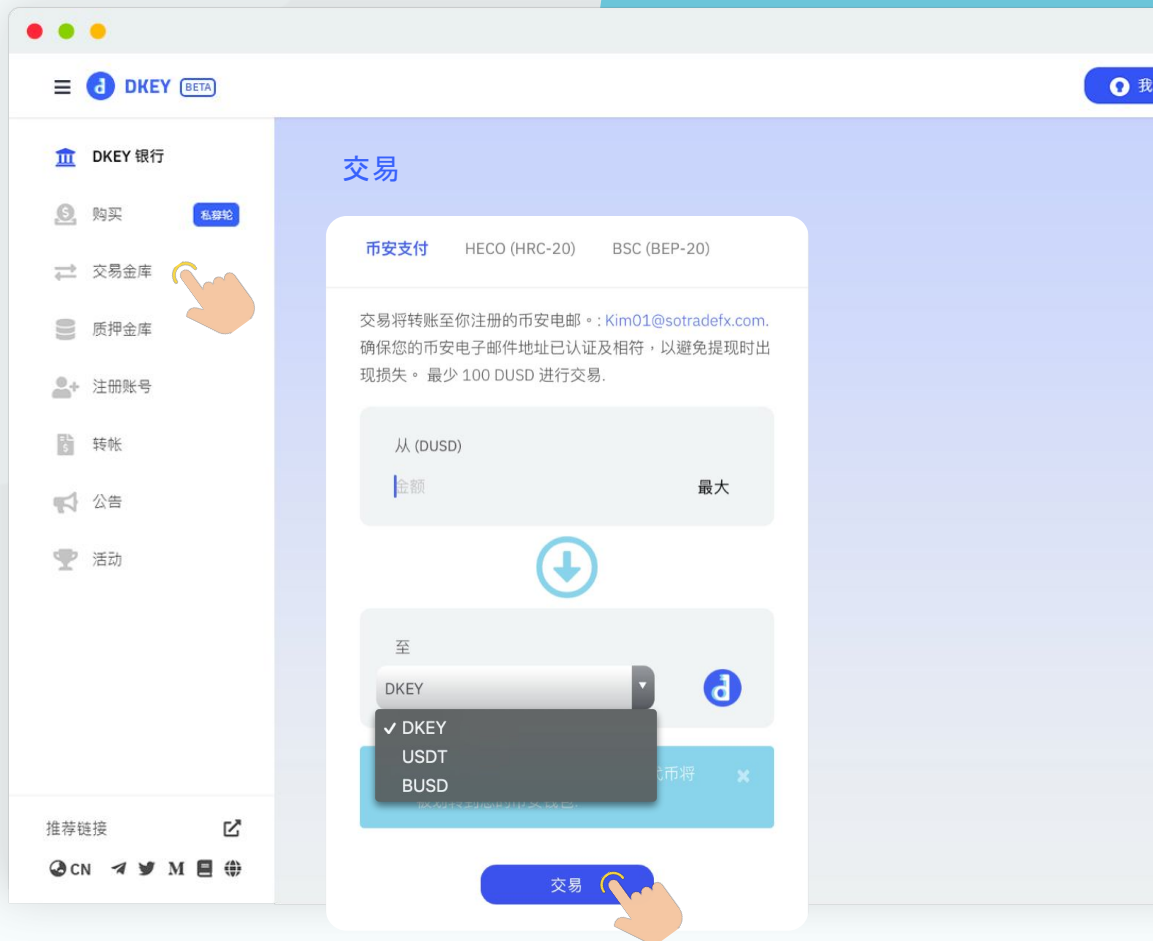 DKEY BETA
我
DKEY 银行
购买 私募轮
交易金库
质押金库
注册账号
转帐
公告
活动
推荐链接
CN
交易
币安支付 HECO (HRC-20) BSC (BEP-20)
交易将转账至你注册的币安电邮。: Kim01@sotradefx.com.
确保您的币安电子邮件地址已认证及相符，以避免提现时出
现损失。 最少 100 DUSD 进行交易.
从 (DUSD)
金额 最大
至
DKEY
DKEY
USDT
BUSD
币将
交易